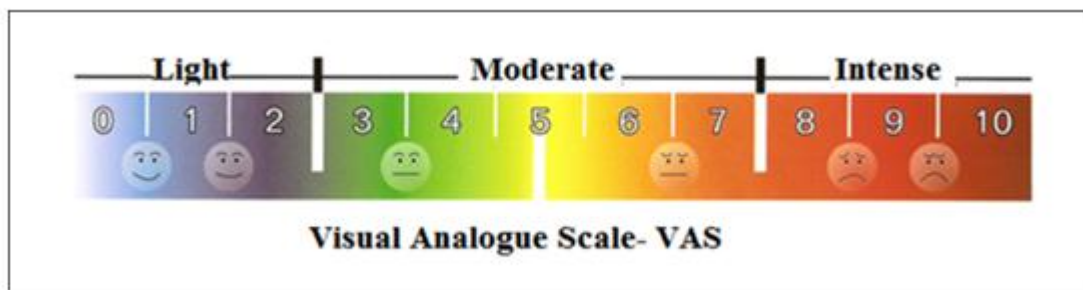 Light Moderate Intense
0 1 2 3 4 5 6 7 8 9 10
Visual Analogue Scale- VAS